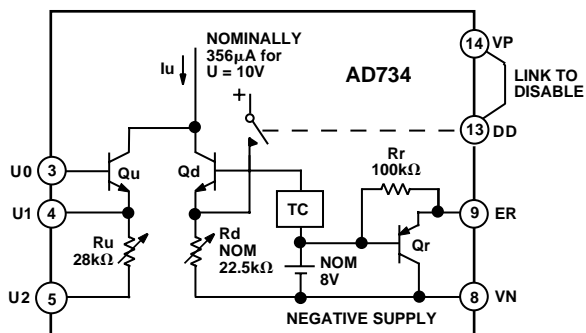 NOMINALLY
356µA for
U = 10V
Iu
AD734
14 VP
LINK TO
DISABLE
13 DD
+
U0 3
Qu
Qd
Rr
100kΩ
TC
U1 4
9 ER
Qr
Ru
28kΩ
Rd
NOM
22.5kΩ
NOM
8V
U2 5
8 VN
NEGATIVE SUPPLY